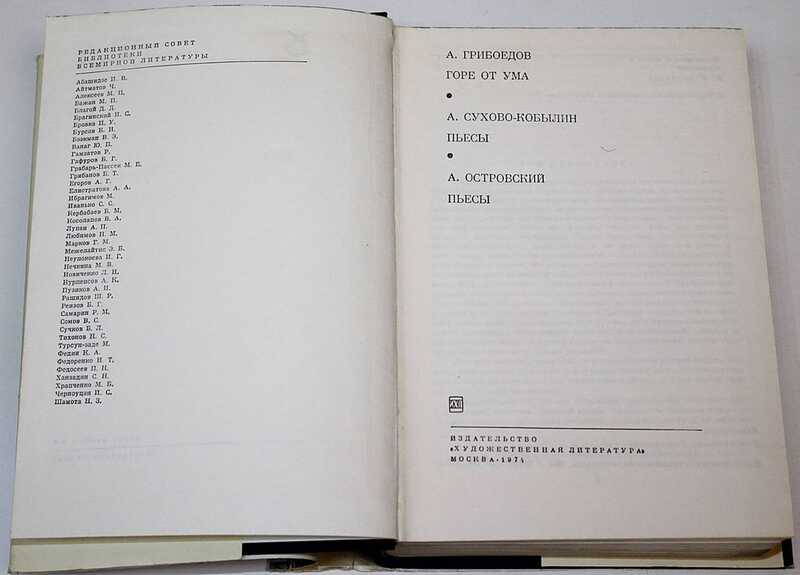 РЕДАКЦИОННЫЙ СОВЕТ
БИБЛИОТЕКИ
ВСЕМИРНОЙ ЛИТЕРАТУРЫ
Абашидзе И. В.
Айтматов Ч.
Алексеев М. П.
Бажан М. П.
Благой Д. Д.
Брагинский И. С.
Бровка П. У.
Бурсов Б. И.
Бээкман В. Э.
Ванаг Ю. П.
Гамзатов Р.
Гафуров Б. Г.
Грабарь-Пассек М. Е.
Грибанов Б. Т.
Егоров А. Г.
Елистратова А. А.
Ибрагимов М.
Иванько С. С.
Кербабаев Б. М.
Косолапов В. А.
Лупан А. П.
Любимов Н. М.
Марков Г. М.
Межелайтис Э. Б.
Неупокоева И. Г.
Нечкина М. В.
Новиченко Л. Н.
Нурпеисов А. К.
Пузиков А. И.
Рашидов Ш. Р.
Реизов Б. Г.
Самарин Р. М.
Сомов В. С.
Сучков Б. Л.
Тихонов Н. С.
Турсун-заде М.
Федин К. А.
Федоренко Н. Т.
Федосеев П. Н.
Ханзадян С. Н.
Храпченко М. Б.
Черноуцан И. С.
Шамота Н. З.
А. ГРИБОЕДОВ
ГОРЕ ОТ УМА
•
А. СУХОВО-КОБЫЛИН
ПЬЕСЫ
•
А. ОСТРОВСКИЙ
ПЬЕСЫ
ИЗДАТЕЛЬСТВО
«ХУДОЖЕСТВЕННАЯ ЛИТЕРАТУРА»
МОСКВА · 1974